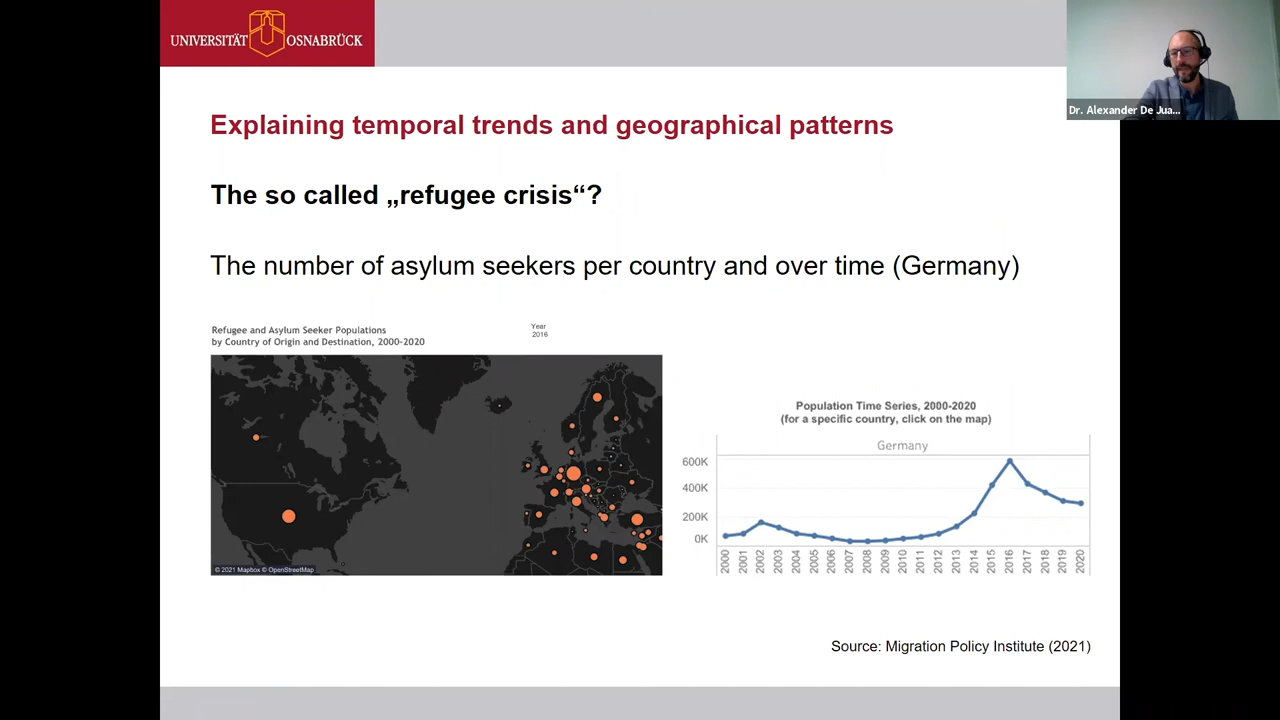 UNIVERSITÄT OSNABRÜCK
Dr. Alexander De Jua...
Explaining temporal trends and geographical patterns
The so called „refugee crisis“?
The number of asylum seekers per country and over time (Germany)
Refugee and Asylum Seeker Populations
by Country of Origin and Destination, 2000-2020
Year
2016
© 2021 Mapbox © OpenStreetMap
Population Time Series, 2000-2020
(for a specific country, click on the map)
Germany
600K
400K
200K
0K
2000 2001 2002 2003 2004 2005 2006 2007 2008 2009 2010 2011 2012 2013 2014 2015 2016 2017 2018 2019 2020
Source: Migration Policy Institute (2021)